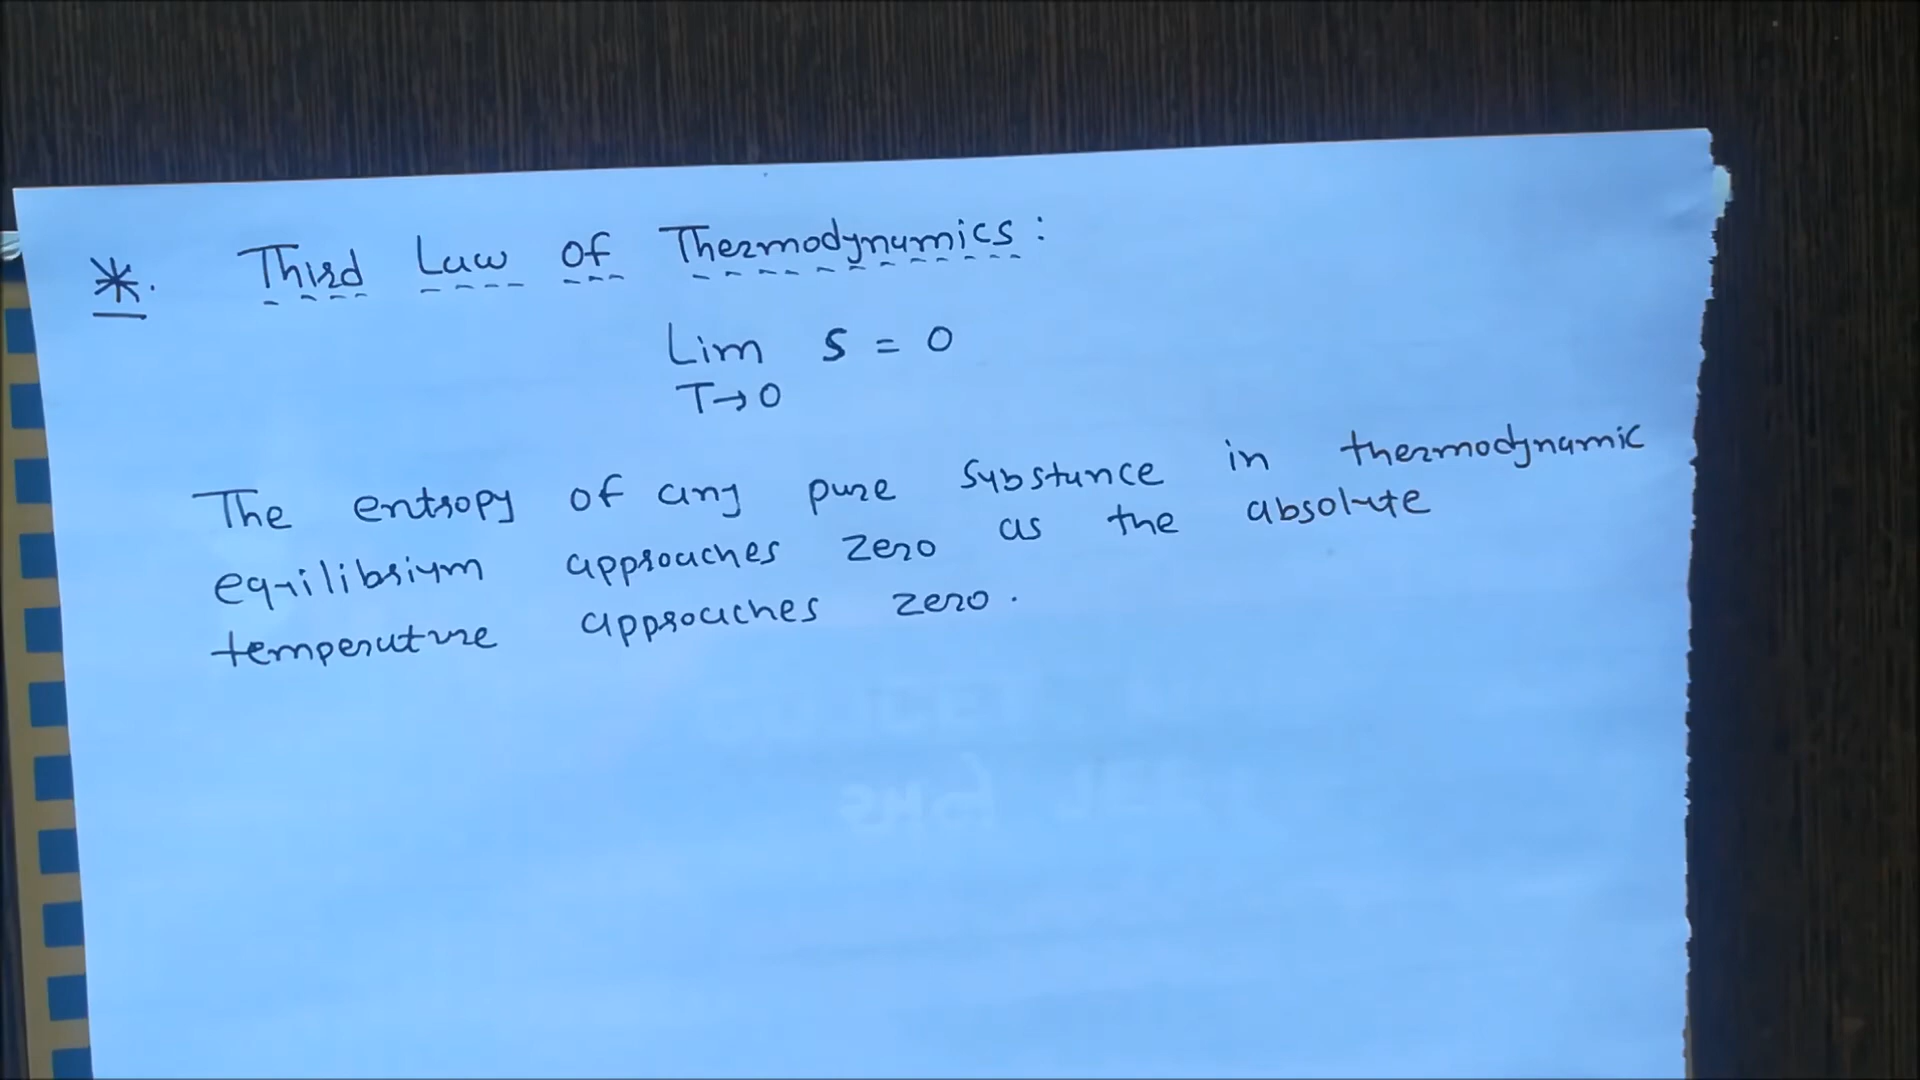 *. Third Law of Thermodynamics:
Lim S = 0
T→0
The entropy of any pure substance in thermodynamic
equilibrium approaches zero as the absolute
temperature approaches zero.